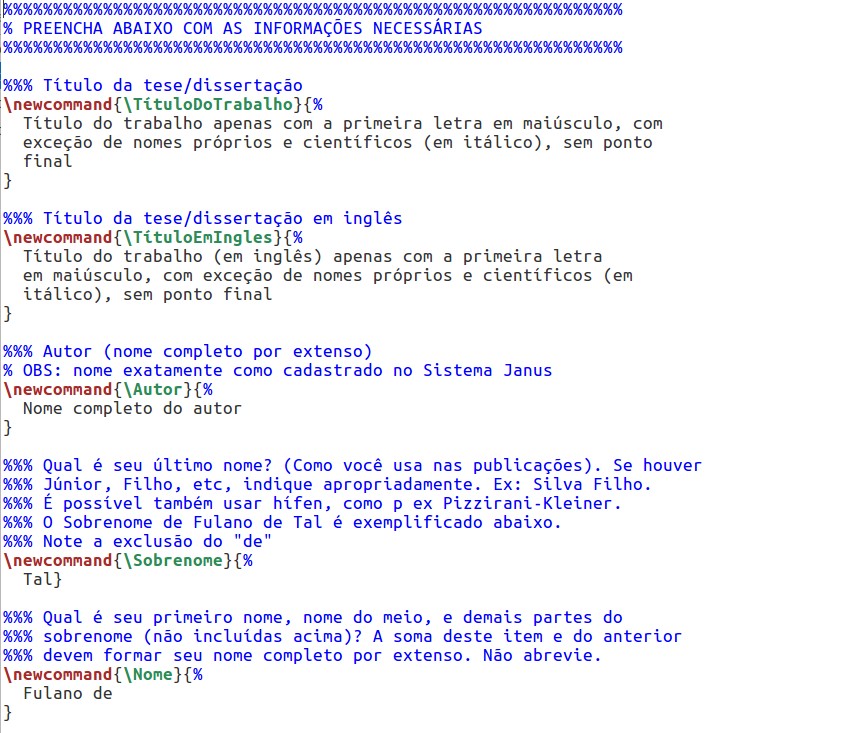 %%%%%%%%%%%%%%%%%%%%%%%%%%%%%%%%%%%%%%%%%%%%%%%%%%%%%%%%%%%%%%
% PREENCHA ABAIXO COM AS INFORMAÇÕES NECESSÁRIAS
%%%%%%%%%%%%%%%%%%%%%%%%%%%%%%%%%%%%%%%%%%%%%%%%%%%%%%%%%%%%%%
%%% Título da tese/dissertação
\newcommand{\TituloDoTrabalho}{%
Título do trabalho apenas com a primeira letra em maiúsculo, com
exceção de nomes próprios e científicos (em itálico), sem ponto
final
}
%%% Título da tese/dissertação em inglês
\newcommand{\TituloEmIngles}{%
Título do trabalho (em inglês) apenas com a primeira letra
em maiúsculo, com exceção de nomes próprios e científicos (em
itálico), sem ponto final
}
%%% Autor (nome completo por extenso)
% OBS: nome exatamente como cadastrado no Sistema Janus
\newcommand{\Autor}{%
Nome completo do autor
}
%%% Qual é seu último nome? (Como você usa nas publicações). Se houver
%%% Júnior, Filho, etc, indique apropriadamente. Ex: Silva Filho.
%%% É possível também usar hífen, como p ex Pizzirani-Kleiner.
%%% O Sobrenome de Fulano de Tal é exemplificado abaixo.
%%% Note a exclusão do "de"
\newcommand{\Sobrenome}{%
Tal}
%%% Qual é seu primeiro nome, nome do meio, e demais partes do
%%% sobrenome (não incluídas acima)? A soma deste item e do anterior
%%% devem formar seu nome completo por extenso. Não abrevie.
\newcommand{\Nome}{%
Fulano de
}